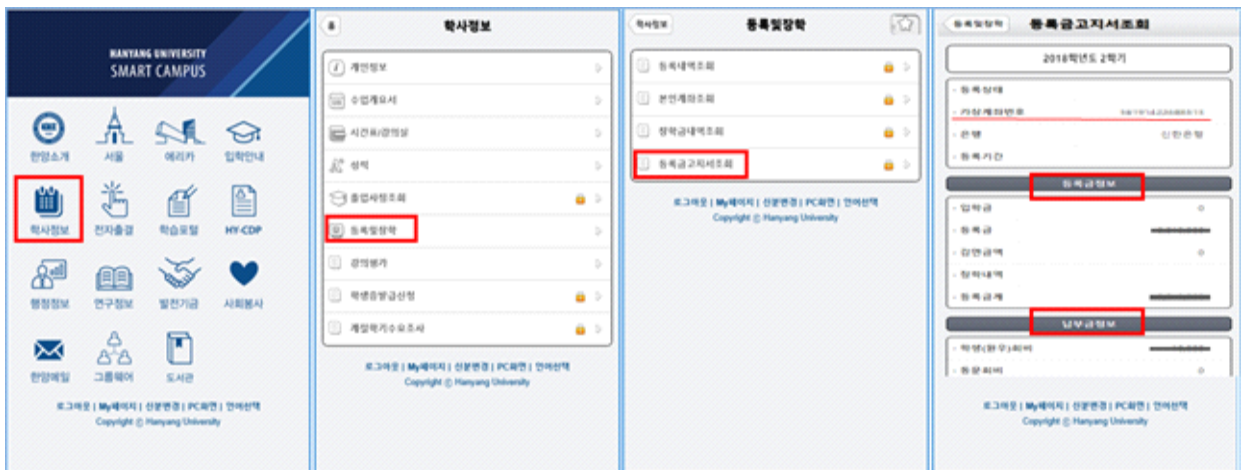 HANYANG UNIVERSITY
SMART CAMPUS
한양소개
서울
에리카
입학안내
학사정보
전자출결
학습포털
HY-CDP
행정정보
연구정보
발전기금
사회봉사
한양메일
그룹웨어
도서관
로그아웃 | My페이지 | 신분변경 | PC화면 | 언어선택
Copyright ⓒ Hanyang University
홈
학사정보
개인정보
수업계요서
시간표/강의실
성적
졸업사정조회
등록및장학
강의평가
학생증발급신청
계절학기수요조사
로그아웃 | My페이지 | 신분변경 | PC화면 | 언어선택
Copyright ⓒ Hanyang University
학사정보
등록및장학
등록내역조회
본인계좌조회
장학금내역조회
등록금고지서조회
로그아웃 | My페이지 | 신분변경 | PC화면 | 언어선택
Copyright ⓒ Hanyang University
등록및장학
등록금고지서조회
2018학년도 2학기
- 등록상태
- 가상계좌번호
- 은행 신한은행
- 등록기간
등록금정보
- 입학금 0
- 등록금
- 감면금액 0
- 장학내역
- 등록금계
납부금정보
- 학생(원우)회비
- 동문회비 0
로그아웃 | My페이지 | 신분변경 | PC화면 | 언어선택
Copyright ⓒ Hanyang University